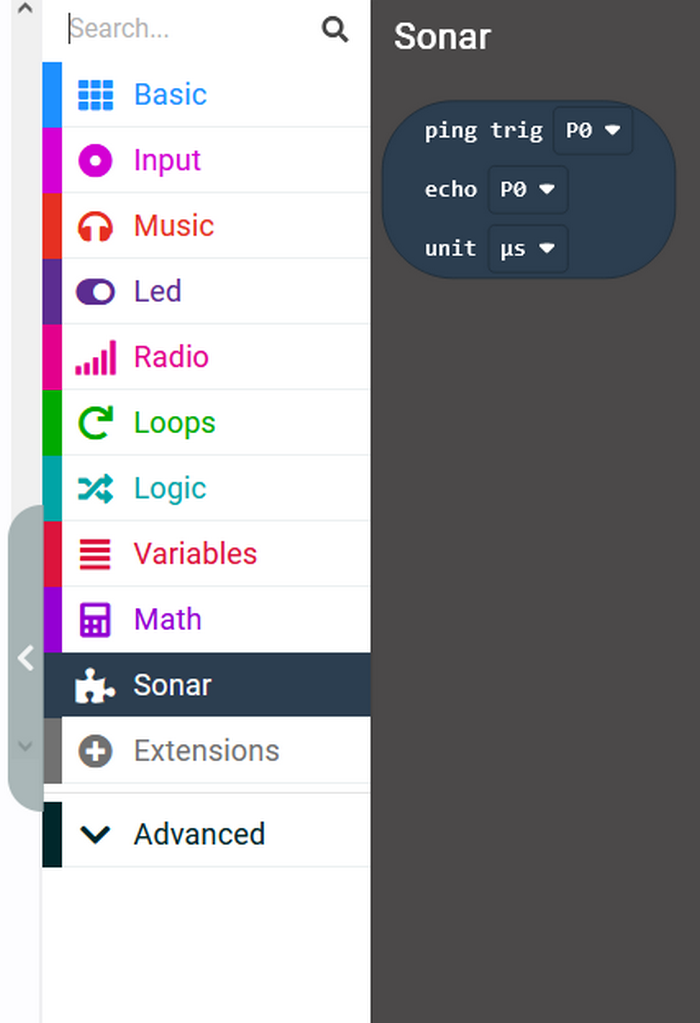 Search...
Basic
Input
Music
Led
Radio
Loops
Logic
Variables
Math
Sonar
Extensions
Advanced
Sonar
ping trig P0
echo P0
unit µs